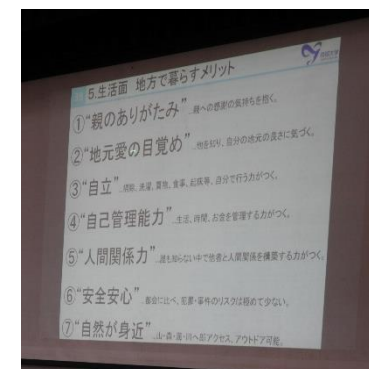 5.生活面 地方で暮らすメリット
①“親のありがたみ”…親への感謝の気持ちを抱く。
②“地元愛の目覚め”…他を知り、自分の地元の良さに気づく。
③“自立”…掃除、洗濯、買物、食事、起床等、自分で行う力がつく。
④“自己管理能力”…生活、時間、お金を管理する力がつく。
⑤“人間関係力”…誰も知らない中で他者と人間関係を構築する力がつく。
⑥“安全安心”…都会に比べ、犯罪・事件のリスクは極めて少ない。
⑦“自然が身近”…山・森・海・川へ即アクセス、アウトドア可能。